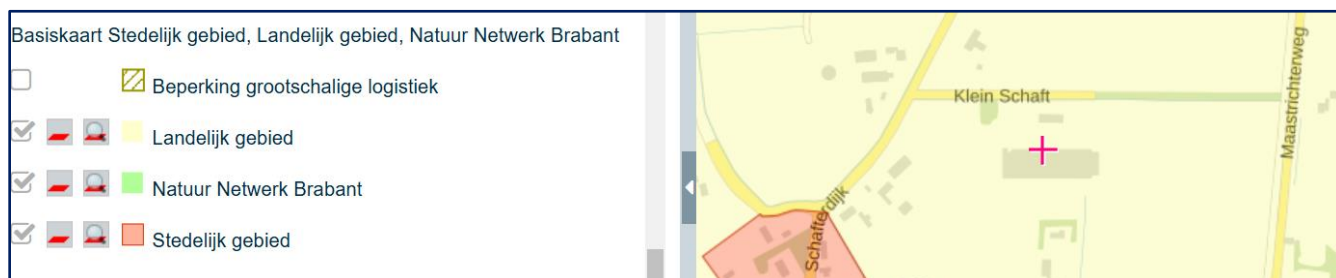 Basiskaart Stedelijk gebied, Landelijk gebied, Natuur Netwerk Brabant
Beperking grootschalige logistiek
Landelijk gebied
Natuur Netwerk Brabant
Stedelijk gebied
Klein Schaft
Maastrichterweg
Schafterdijk